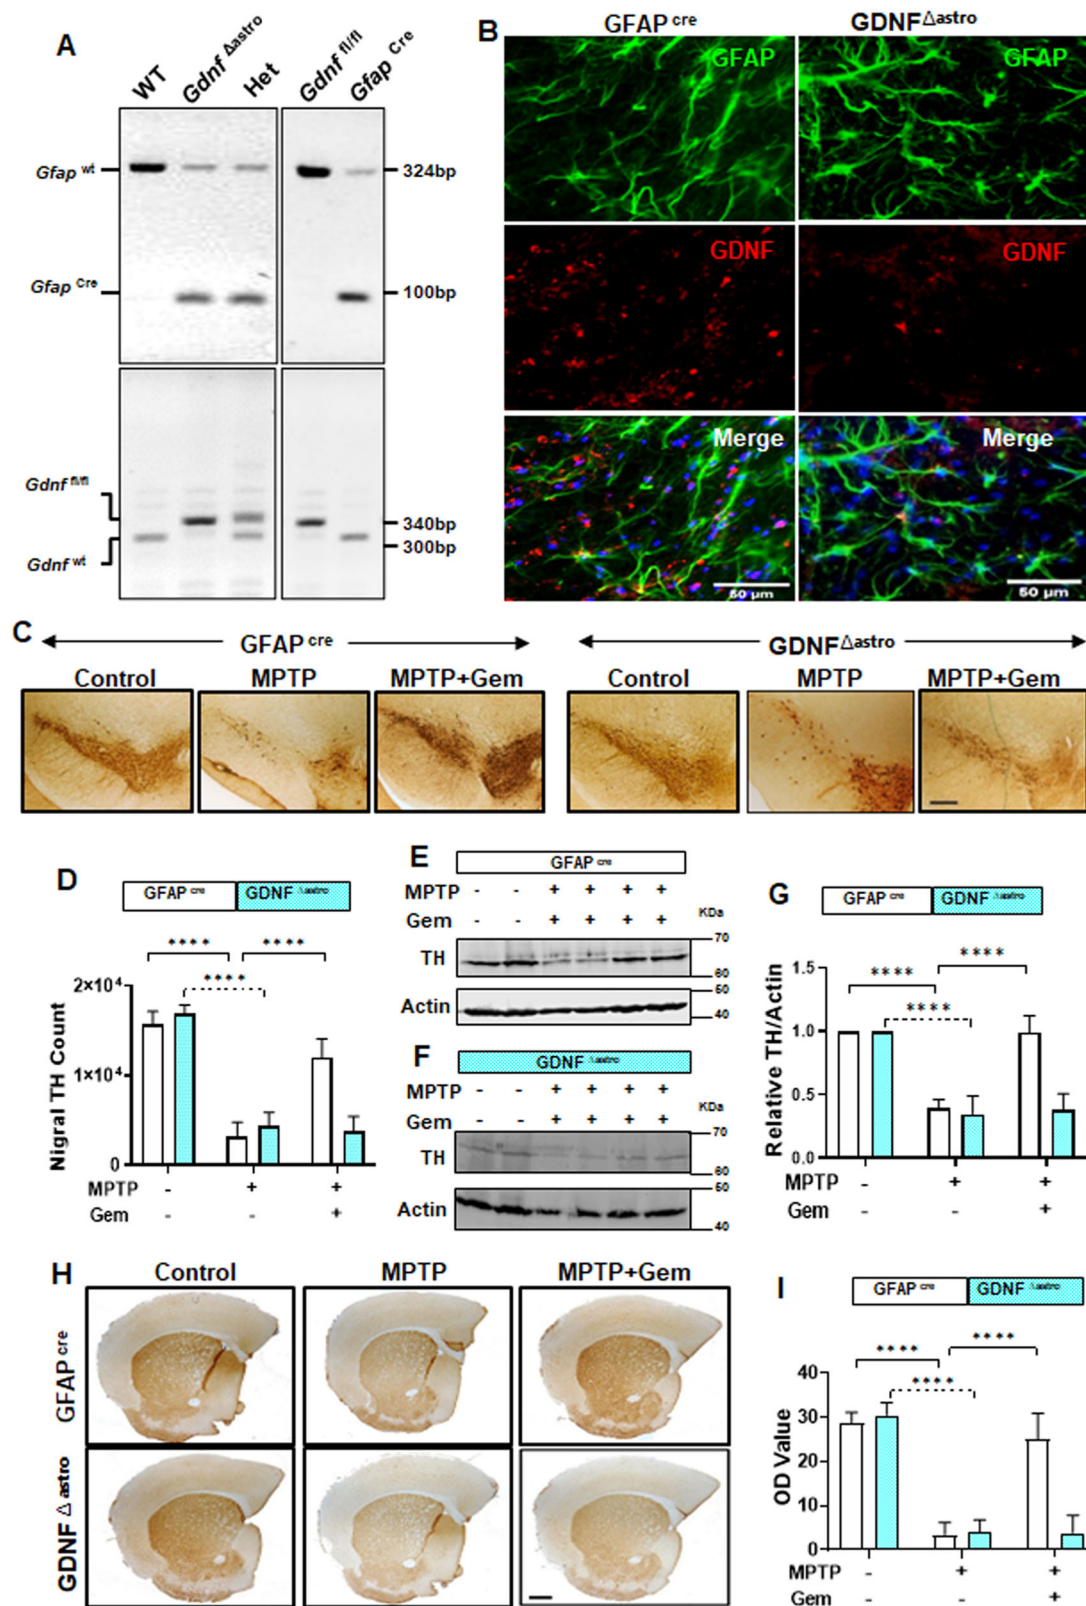 A
WT
Gdnf Δastro
Het
Gdnf fl/fl
Gfap Cre
Gfap wt
324bp
Gfap Cre
100bp
Gdnf fl/fl
340bp
300bp
Gdnf wt
B
GFAP cre
GDNF Δastro
GFAP
GFAP
GDNF
GDNF
Merge
Merge
50 µm
50 µm
C
GFAP cre
GDNF Δastro
Control
MPTP
MPTP+Gem
Control
MPTP
MPTP+Gem
D
GFAP cre
GDNF Δastro
****
****
****
2×10⁴
1×10⁴
0
Nigral TH Count
MPTP - + +
Gem - - +
E
GFAP cre
MPTP - - + + + +
Gem - - + + + +
KDa
TH
70
60
Actin
50
40
F
GDNF Δastro
MPTP - - + + + +
Gem - - + + + +
KDa
TH
70
60
Actin
50
40
G
GFAP cre
GDNF Δastro
****
****
****
1.5
1.0
0.5
0.0
Relative TH/Actin
MPTP - + +
Gem - - +
H
Control
MPTP
MPTP+Gem
GFAP cre
GDNF Δ astro
I
GFAP cre
GDNF Δastro
****
****
****
40
30
20
10
0
OD Value
MPTP - + +
Gem - - +